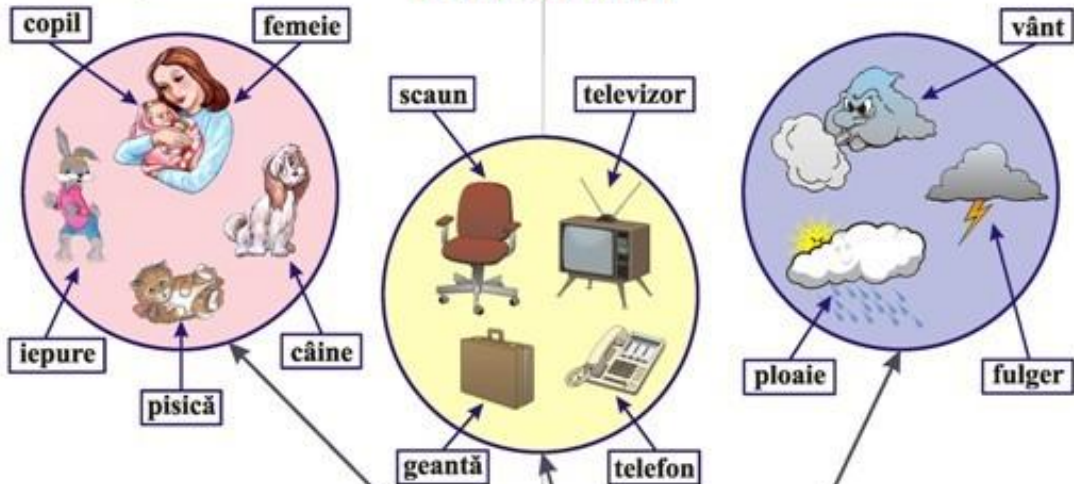 copil
femeie
iepure
pisică
câine
scaun
televizor
geantă
telefon
vânt
ploaie
fulger